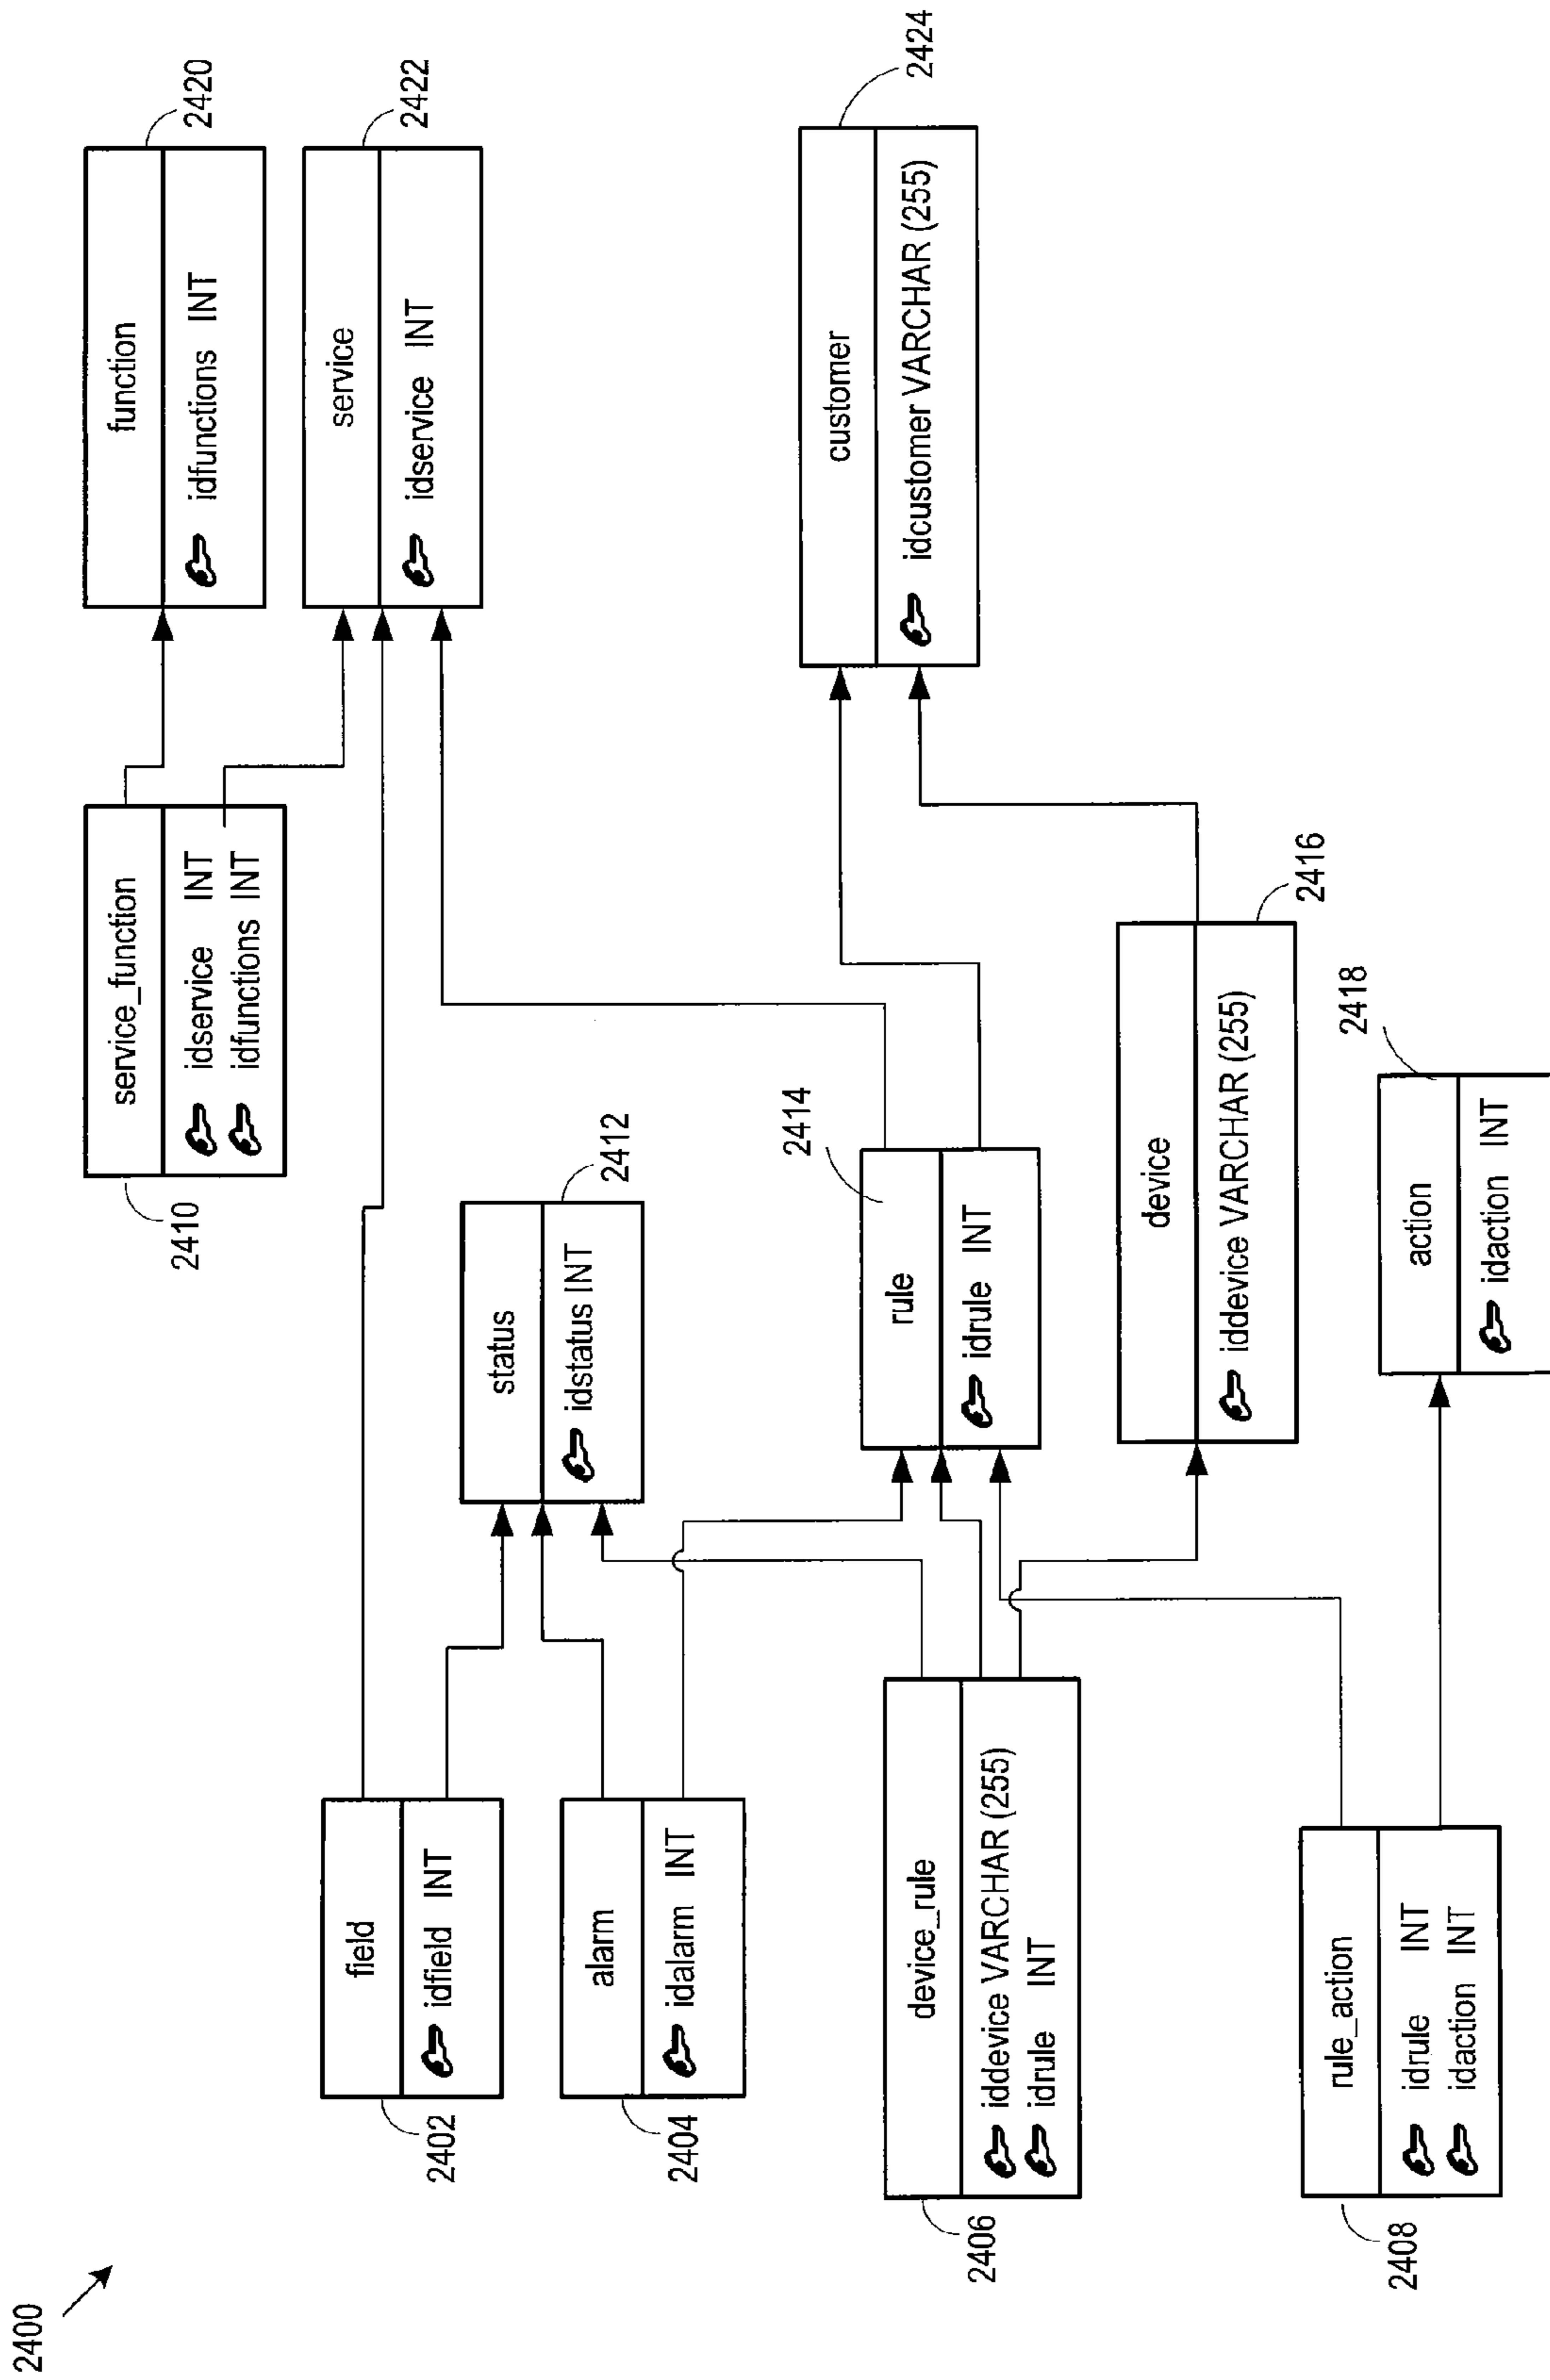 2400
function
idfunctions INT
2420
service_function
idservice INT
idfunctions INT
2410
service
idservice INT
2422
field
idfield INT
2402
status
idstatus INT
2412
alarm
idalarm INT
2404
customer
idcustomer VARCHAR (255)
2424
rule
idrule INT
2414
device_rule
iddevice VARCHAR (255)
idrule INT
2406
device
iddevice VARCHAR (255)
2416
rule_action
idrule INT
idaction INT
2408
action
idaction INT
2418